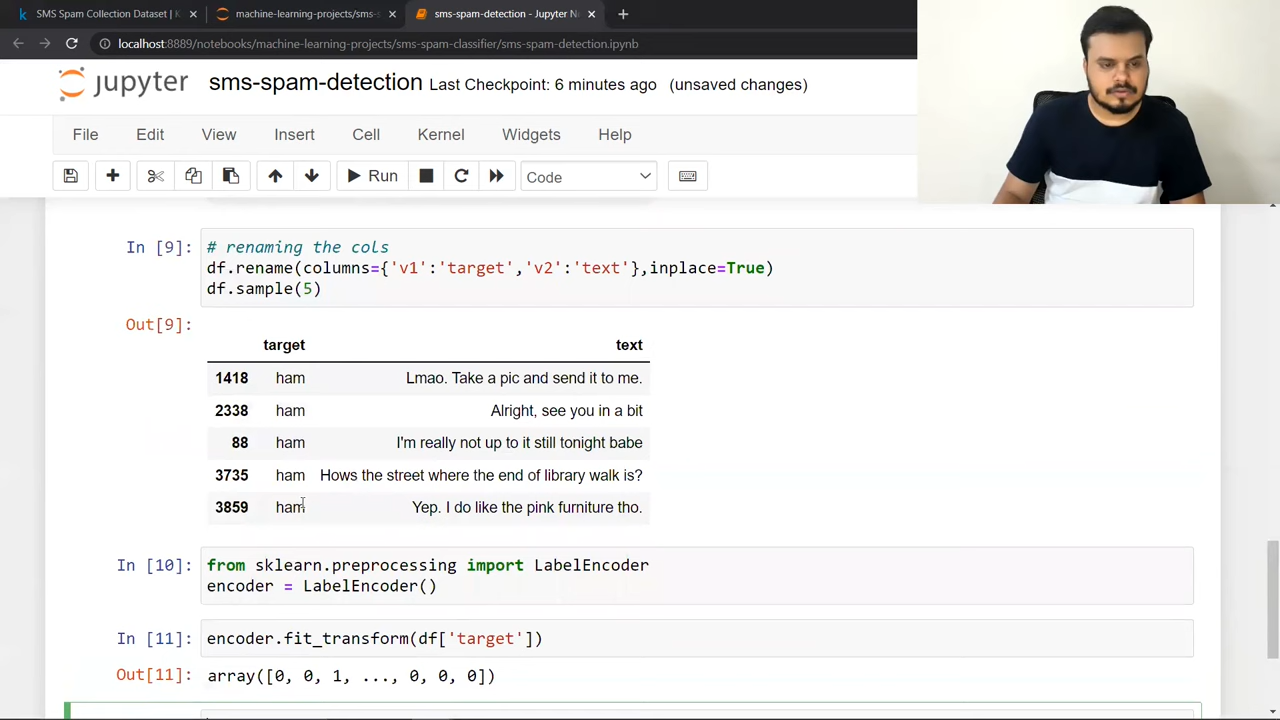 SMS Spam Collection Dataset | K
machine-learning-projects/sms-s
sms-spam-detection - Jupyter N
localhost:8889/notebooks/machine-learning-projects/sms-spam-classifier/sms-spam-detection.ipynb
jupyter sms-spam-detection Last Checkpoint: 6 minutes ago (unsaved changes)
File Edit View Insert Cell Kernel Widgets Help
Run Code
In [9]: # renaming the cols
df.rename(columns={'v1':'target','v2':'text'},inplace=True)
df.sample(5)
Out[9]:
target text
1418 ham Lmao. Take a pic and send it to me.
2338 ham Alright, see you in a bit
88 ham I'm really not up to it still tonight babe
3735 ham Hows the street where the end of library walk is?
3859 ham Yep. I do like the pink furniture tho.
In [10]: from sklearn.preprocessing import LabelEncoder
encoder = LabelEncoder()
In [11]: encoder.fit_transform(df['target'])
Out[11]: array([0, 0, 1, ..., 0, 0, 0])